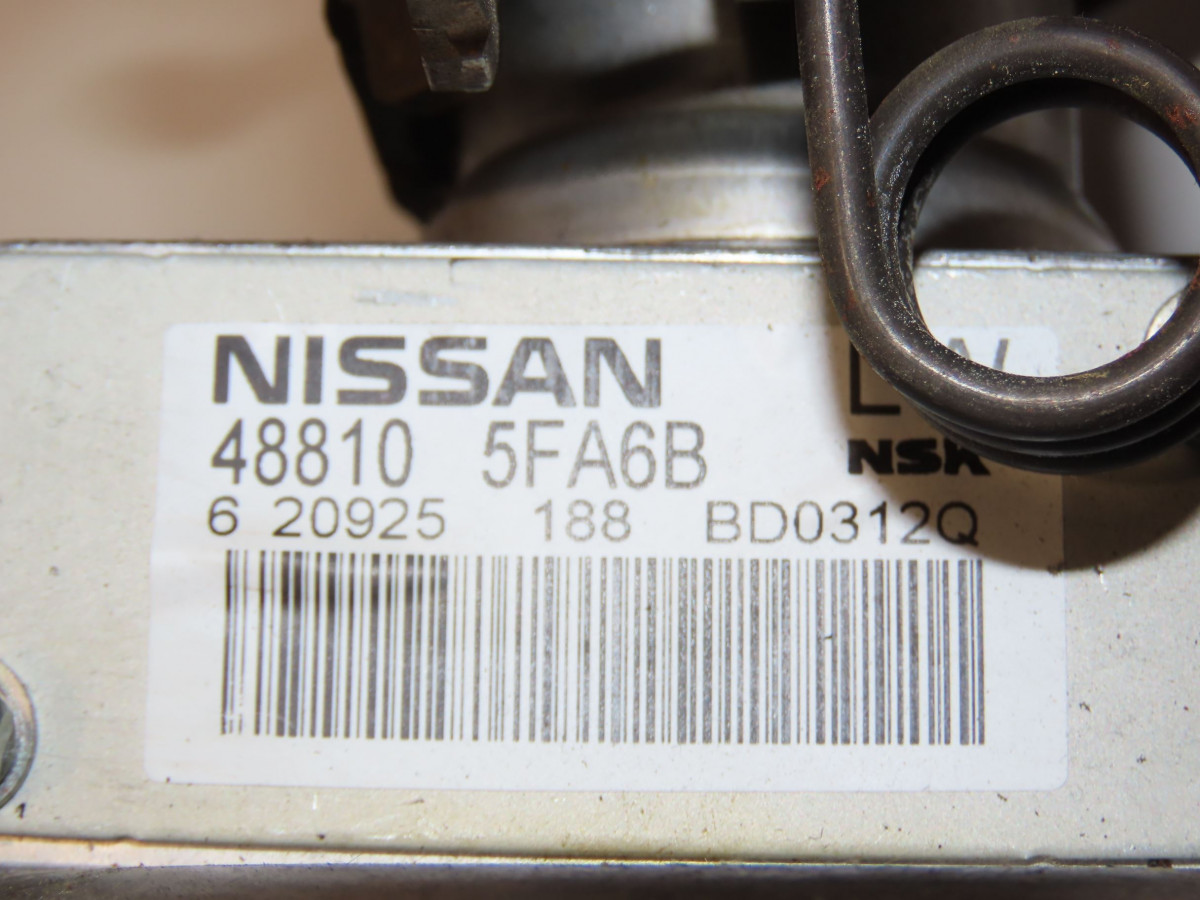 NISSAN
48810 5FA6B
NSK
6 20925 188 BD0312Q